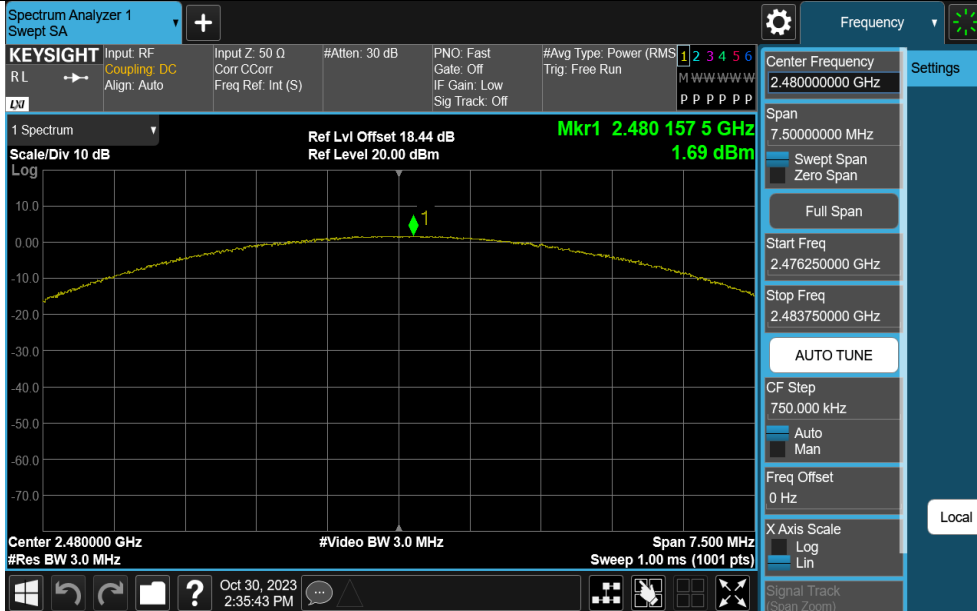 Spectrum Analyzer 1
Swept SA
+
Frequency
KEYSIGHT
RL
LXI
Input: RF
Coupling: DC
Align: Auto
Input Z: 50 Ω
Corr CCorr
Freq Ref: Int (S)
#Atten: 30 dB
PNO: Fast
Gate: Off
IF Gain: Low
Sig Track: Off
#Avg Type: Power (RMS
Trig: Free Run
1 2 3 4 5 6
M W W W W W
P P P P P P
1 Spectrum
Scale/Div 10 dB
Log
Ref Lvl Offset 18.44 dB
Ref Level 20.00 dBm
Mkr1 2.480 157 5 GHz
1.69 dBm
1
10.0
0.00
-10.0
-20.0
-30.0
-40.0
-50.0
-60.0
-70.0
Center 2.480000 GHz
#Res BW 3.0 MHz
#Video BW 3.0 MHz
Span 7.500 MHz
Sweep 1.00 ms (1001 pts)
Center Frequency
2.480000000 GHz
Span
7.50000000 MHz
Swept Span
Zero Span
Full Span
Start Freq
2.476250000 GHz
Stop Freq
2.483750000 GHz
AUTO TUNE
CF Step
750.000 kHz
Auto
Man
Freq Offset
0 Hz
X Axis Scale
Log
Lin
Signal Track
(Span Zoom)
Settings
Local
?
Oct 30, 2023
2:35:43 PM